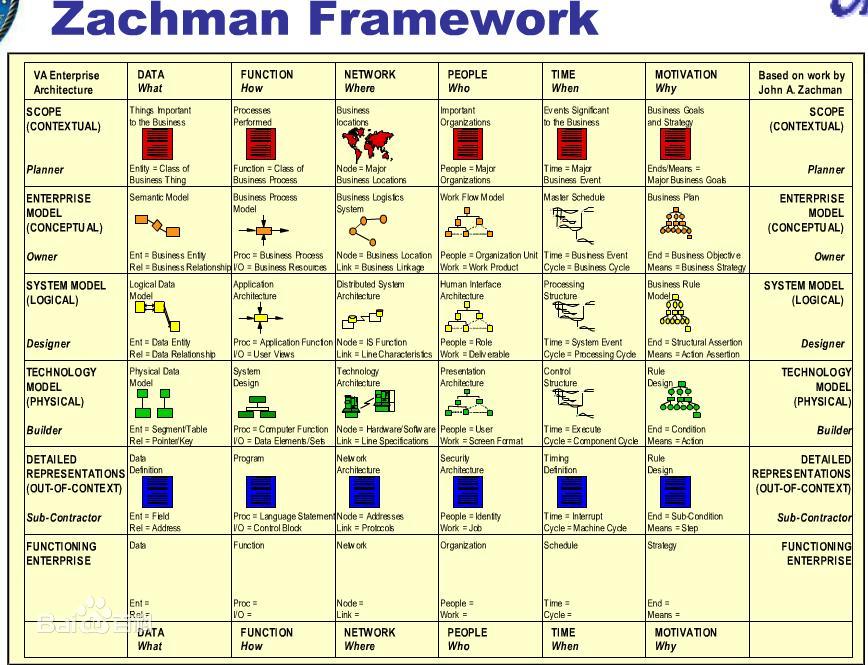 Zachman Framework
VA Enterprise Architecture
DATA What
FUNCTION How
NETWORK Where
PEOPLE Who
TIME When
MOTIVATION Why
Based on work by John A. Zachman
SCOPE (CONTEXTUAL)
Planner
Things Important to the Business
Entity = Class of Business Thing
Processes Performed
Function = Class of Business Process
Business locations
Node = Major Business Locations
Important Organizations
People = Major Organizations
Events Significant to the Business
Time = Major Business Event
Business Goals and Strategy
Ends/Means = Major Business Goals
SCOPE (CONTEXTUAL)
Planner
ENTERPRISE MODEL (CONCEPTUAL)
Owner
Semantic Model
Ent = Business Entity
Rel = Business Relationship
Business Process Model
Proc = Business Process
I/O = Business Resources
Business Logistics System
Node = Business Location
Link = Business Linkage
Work Flow Model
People = Organization Unit
Work = Work Product
Master Schedule
Time = Business Event
Cycle = Business Cycle
Business Plan
End = Business Objective
Means = Business Strategy
ENTERPRISE MODEL (CONCEPTUAL)
Owner
SYSTEM MODEL (LOGICAL)
Designer
Logical Data Model
Ent = Data Entity
Rel = Data Relationship
Application Architecture
Proc = Application Function
I/O = User Views
Distributed System Architecture
Node = IS Function
Link = Line Characteristics
Human Interface Architecture
People = Role
Work = Deliverable
Processing Structure
Time = System Event
Cycle = Processing Cycle
Business Rule Model
End = Structural Assertion
Means = Action Assertion
SYSTEM MODEL (LOGICAL)
Designer
TECHNOLOGY MODEL (PHYSICAL)
Builder
Physical Data Model
Ent = Segment/Table
Rel = Pointer/Key
System Design
Proc = Computer Function
I/O = Data Elements/Sets
Technology Architecture
Node = Hardware/Software
Link = Line Specifications
Presentation Architecture
People = User
Work = Screen Format
Control Structure
Time = Execute
Cycle = Component Cycle
Rule Design
End = Condition
Means = Action
TECHNOLOGY MODEL (PHYSICAL)
Builder
DETAILED REPRESENTATIONS (OUT-OF-CONTEXT)
Sub-Contractor
Data Definition
Ent = Field
Rel = Address
Program
Proc = Language Statement
I/O = Control Block
Network Architecture
Node = Addresses
Link = Protocols
Security Architecture
People = Identity
Work = Job
Timing Definition
Time = Interrupt
Cycle = Machine Cycle
Rule Design
End = Sub-Condition
Means = Step
DETAILED REPRESENTATIONS (OUT-OF-CONTEXT)
Sub-Contractor
FUNCTIONING ENTERPRISE
Data
Ent =
Rel =
Function
Proc =
I/O =
Network
Node =
Link =
Organization
People =
Work =
Schedule
Time =
Cycle =
Strategy
End =
Means =
FUNCTIONING ENTERPRISE
DATA What
FUNCTION How
NETWORK Where
PEOPLE Who
TIME When
MOTIVATION Why
Bai百科